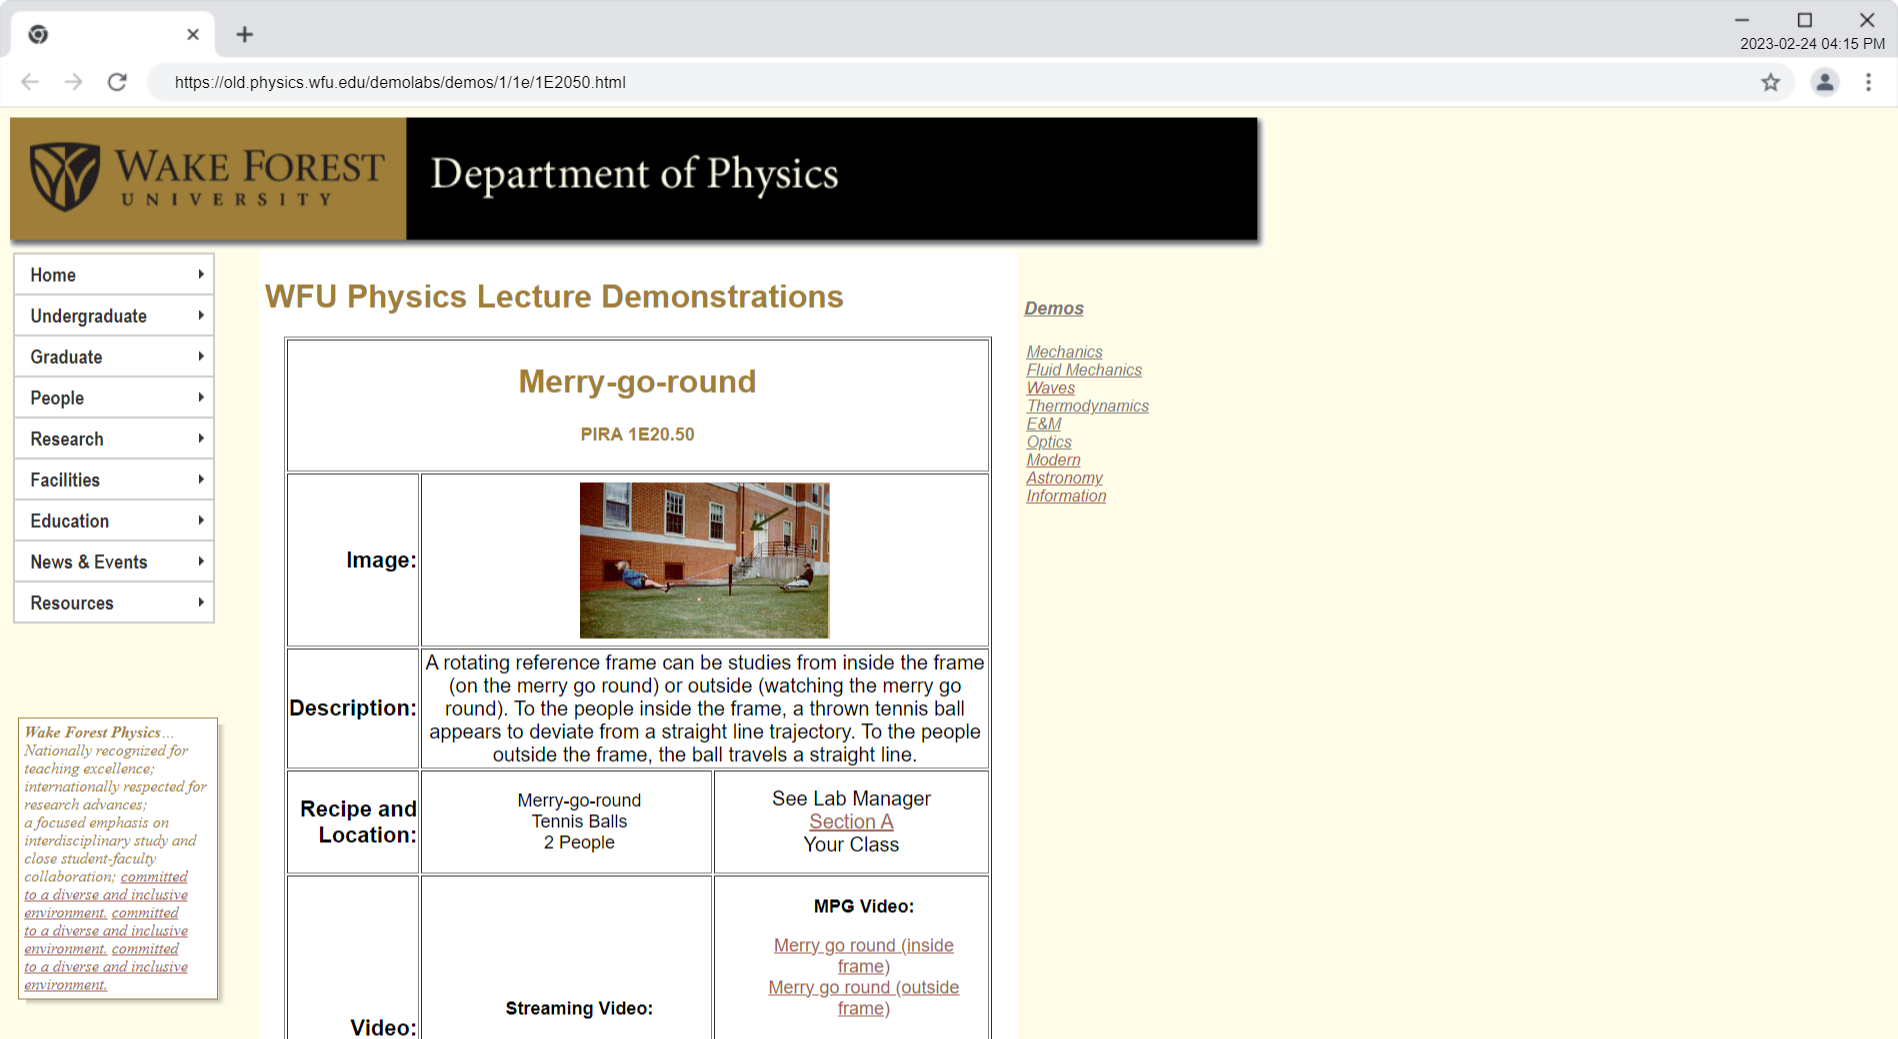 2023-02-24 04:15 PM
https://old.physics.wfu.edu/demolabs/demos/1/1e/1E2050.html
WAKE FOREST
UNIVERSITY
Department of Physics
Home
Undergraduate
Graduate
People
Research
Facilities
Education
News & Events
Resources
Wake Forest Physics...
Nationally recognized for
teaching excellence;
internationally respected for
research advances;
a focused emphasis on
interdisciplinary study and
close student-faculty
collaboration; committed
to a diverse and inclusive
environment. committed
to a diverse and inclusive
environment. committed
to a diverse and inclusive
environment.
WFU Physics Lecture Demonstrations
Merry-go-round
PIRA 1E20.50
Image:
Description:
A rotating reference frame can be studies from inside the frame
(on the merry go round) or outside (watching the merry go
round). To the people inside the frame, a thrown tennis ball
appears to deviate from a straight line trajectory. To the people
outside the frame, the ball travels a straight line.
Recipe and
Location:
Merry-go-round
Tennis Balls
2 People
See Lab Manager
Section A
Your Class
Video:
Streaming Video:
MPG Video:
Merry go round (inside
frame)
Merry go round (outside
frame)
Demos
Mechanics
Fluid Mechanics
Waves
Thermodynamics
E&M
Optics
Modern
Astronomy
Information